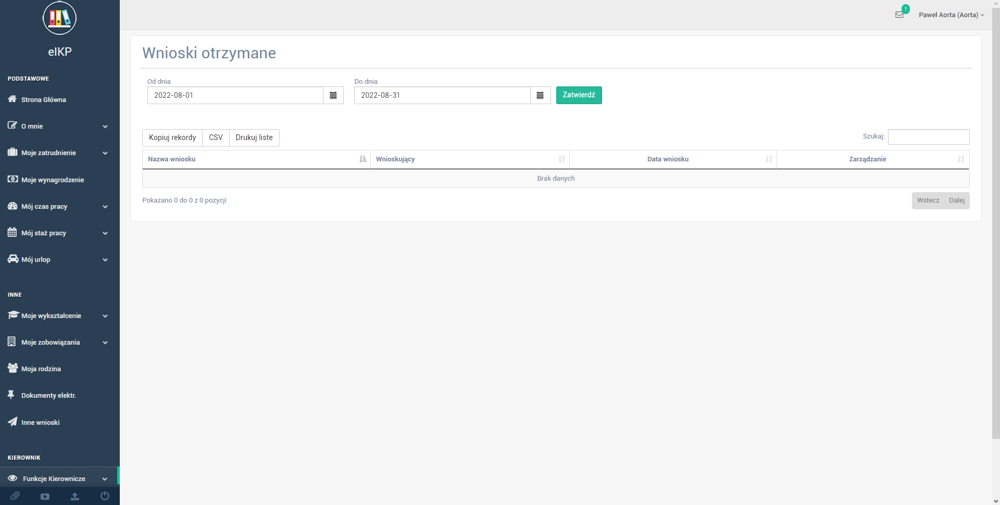 eIKP
PODSTAWOWE
Strona Główna
O mnie
Moje zatrudnienie
Moje wynagrodzenie
Mój czas pracy
Mój staż pracy
Mój urlop
INNE
Moje wykształcenie
Moje zobowiązania
Moja rodzina
Dokumenty elektr.
Inne wnioski
KIEROWNIK
Funkcje Kierownicze
! Paweł Aorta (Aorta)
Wnioski otrzymane
Od dnia Do dnia
2022-08-01 2022-08-31 Zatwierdź
Kopiuj rekordy CSV Drukuj liste Szukaj:
Nazwa wniosku Wnioskujący Data wniosku Zarządzanie
Brak danych
Pokazano 0 do 0 z 0 pozycji Wstecz Dalej